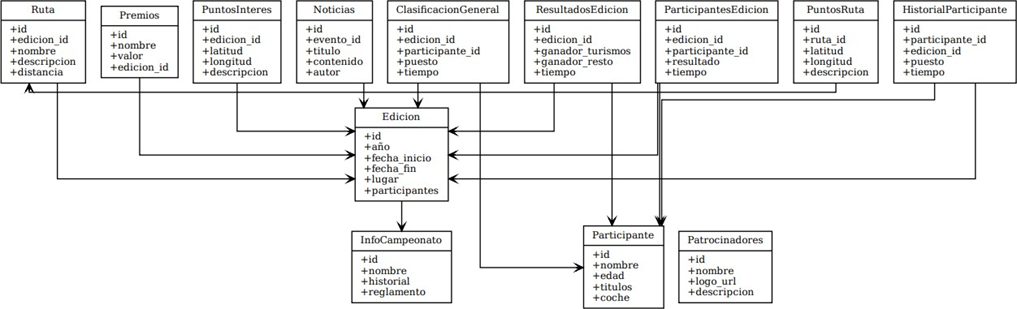 Ruta
+id
+edicion_id
+nombre
+descripcion
+distancia
Premios
+id
+nombre
+valor
+edicion_id
PuntosInteres
+id
+edicion_id
+latitud
+longitud
+descripcion
Noticias
+id
+evento_id
+titulo
+contenido
+autor
ClasificacionGeneral
+id
+edicion_id
+participante_id
+puesto
+tiempo
ResultadosEdicion
+id
+edicion_id
+ganador_turismos
+ganador_resto
+tiempo
ParticipantesEdicion
+id
+edicion_id
+participante_id
+resultado
+tiempo
PuntosRuta
+id
+ruta_id
+latitud
+longitud
+descripcion
HistorialParticipante
+id
+participante_id
+edicion_id
+puesto
+tiempo
Edicion
+id
+año
+fecha_inicio
+fecha_fin
+lugar
+participantes
InfoCampeonato
+id
+nombre
+historial
+reglamento
Participante
+id
+nombre
+edad
+titulos
+coche
Patrocinadores
+id
+nombre
+logo_url
+descripcion